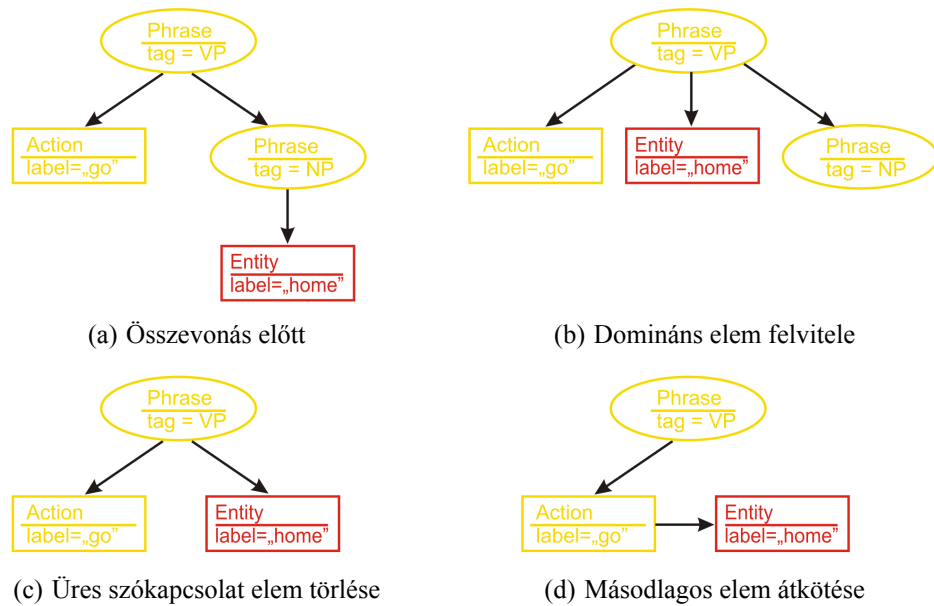 Phrase
tag = VP
Action
label=„go”
Phrase
tag = NP
Entity
label=„home”
(a) Összevonás előtt
Phrase
tag = VP
Action
label=„go”
Entity
label=„home”
Phrase
tag = NP
(b) Domináns elem felvitele
Phrase
tag = VP
Action
label=„go”
Entity
label=„home”
(c) Üres szókapcsolat elem törlése
Phrase
tag = VP
Action
label=„go”
Entity
label=„home”
(d) Másodlagos elem átkötése